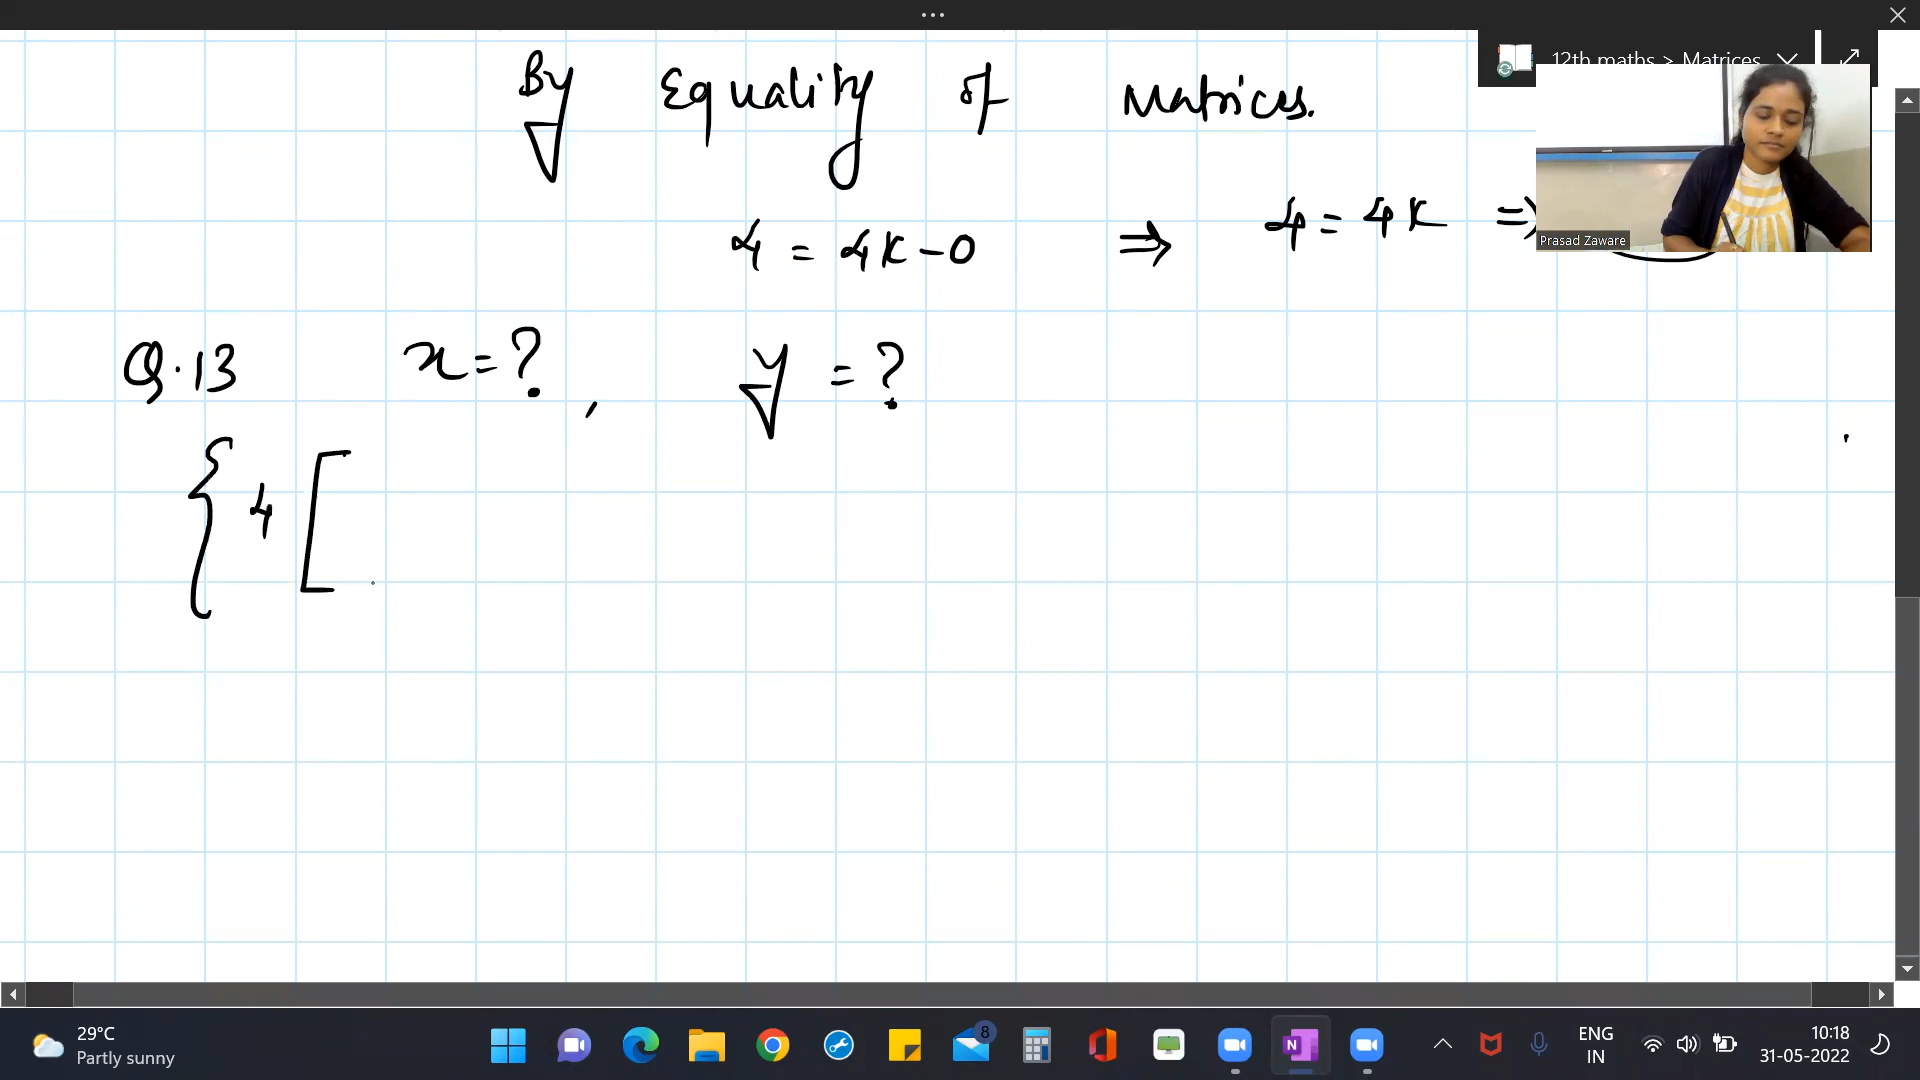 12th maths > Matrices
By Equality of Matrices.
4 = 4k - 0 ⇒ 4 = 4k ⇒
Prasad Zaware
Q.13 x = ? , y = ?
{ 4 [
29°C
Partly sunny
8
ENG
IN
10:18
31-05-2022